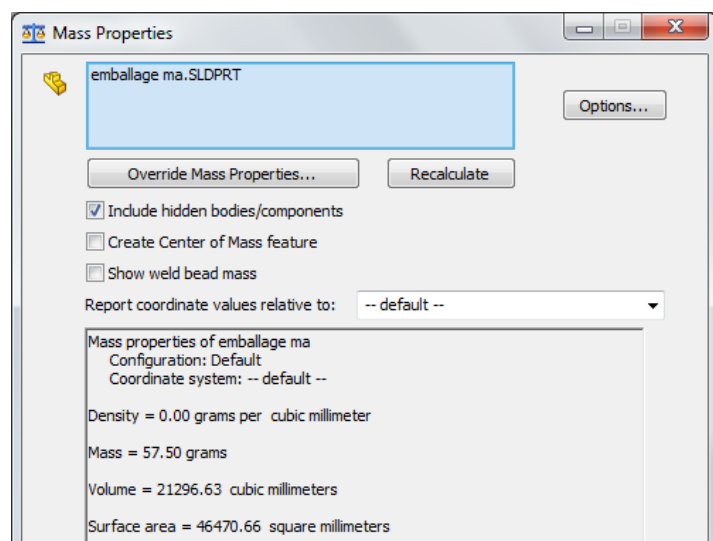 Mass Properties
emballage ma.SLDPRT
Options...
Override Mass Properties...
Recalculate
Include hidden bodies/components
Create Center of Mass feature
Show weld bead mass
Report coordinate values relative to:
-- default --
Mass properties of emballage ma
Configuration: Default
Coordinate system: -- default --
Density = 0.00 grams per cubic millimeter
Mass = 57.50 grams
Volume = 21296.63 cubic millimeters
Surface area = 46470.66 square millimeters